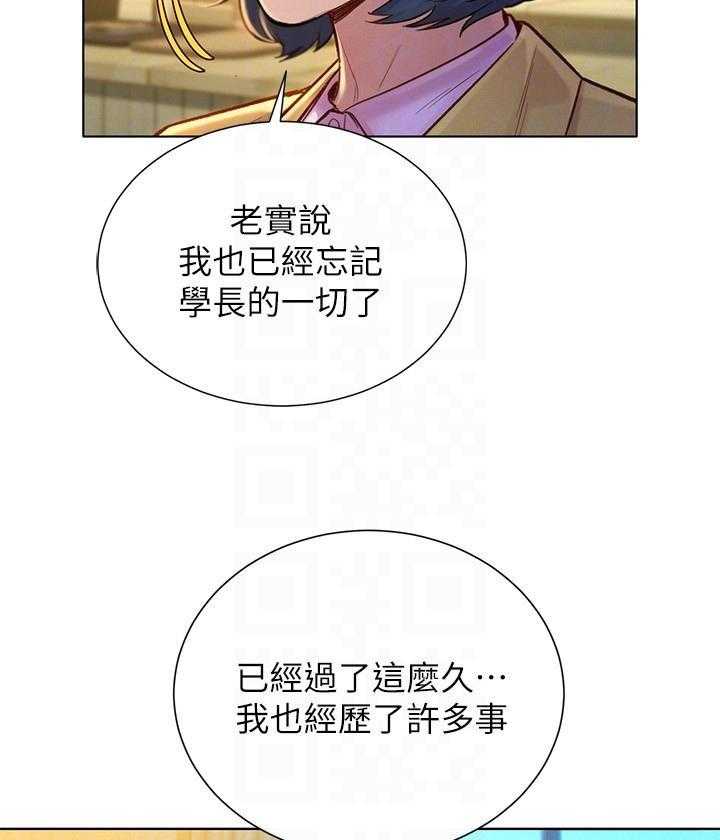 老實說
我也已經忘記
學長的一切了
已經過了這麼久⋯
我也經歷了許多事